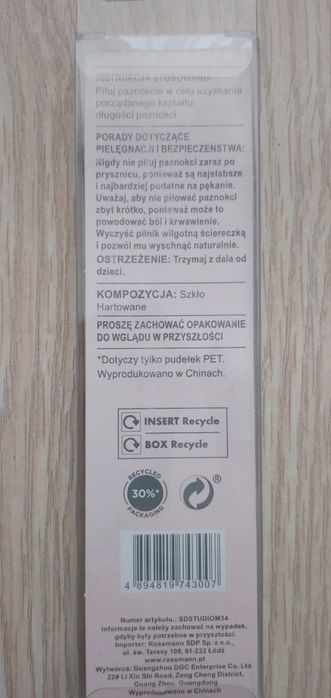 INSTRUKCJA STOSOWANIA
Piłuj paznokcie w celu uzyskania
porządanego kształtu,
długości paznokci.
PORADY DOTYCZĄCE
PIELĘGNACJI I BEZPIECZEŃSTWA:
Nigdy nie piłuj paznokci zaraz po
prysznicu, ponieważ są najsłabsze
i najbardziej podatne na pękanie.
Uważaj, aby nie piłować paznokci
zbyt krótko, ponieważ może to
powodować ból i krwawienie.
Wyczyść pilnik wilgotną ściereczką
i pozwól mu wyschnąć naturalnie.
OSTRZEŻENIE: Trzymaj z dala od
dzieci.
KOMPOZYCJA: Szkło
Hartowane
PROSZĘ ZACHOWAĆ OPAKOWANIE
DO WGLĄDU W PRZYSZŁOŚCI
*Dotyczy tylko pudełek PET.
Wyprodukowano w Chinach.
INSERT Recycle
BOX Recycle
RECYCLED
30%*
PACKAGING
®
4 894819 743007
Numer artykułu.: SDSTUDIOM34
Informacje te należy zachować na wypadek,
gdyby były potrzebne w przyszłości.
Importer: Rossmann SDP Sp. z o.o.,
ul. św. Teresy 109, 91-222 Łódź
www.rossmann.pl
Wytwórca: Guangzhou DGC Enterprise Co. Ltd.
229 Li Xin Shi Road, Zeng Cheng District,
Guang Zhou, Guangdong
Wyprodukowano w Chinach